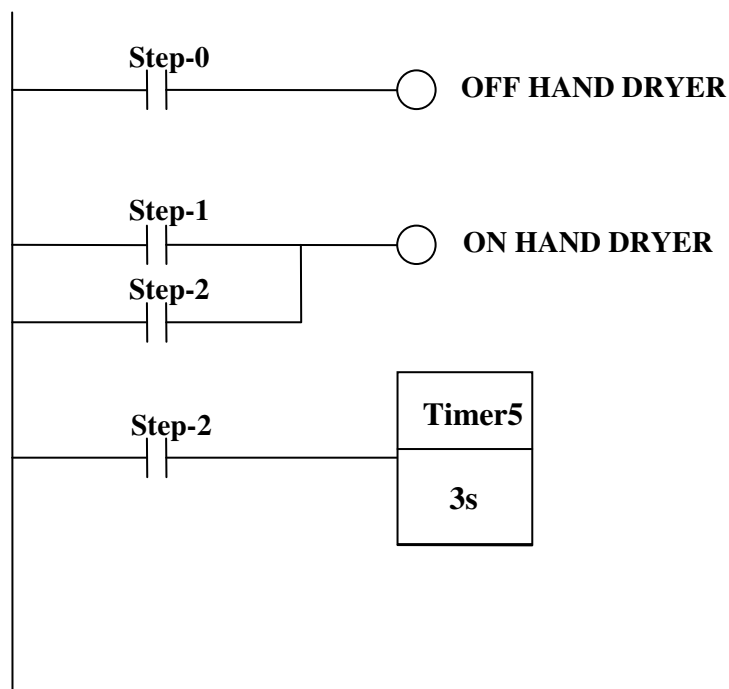 Step-0
OFF HAND DRYER
Step-1
ON HAND DRYER
Step-2
Step-2
Timer5
3s